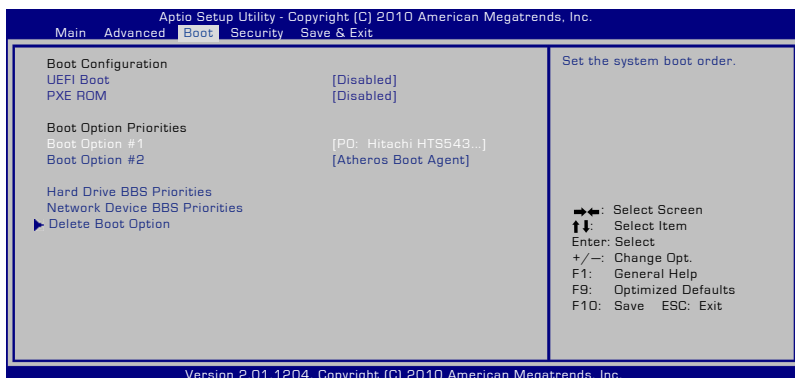 Aptio Setup Utility - Copyright (C) 2010 American Megatrends, Inc.
Main Advanced Boot Security Save & Exit
Boot Configuration
UEFI Boot [Disabled]
PXE ROM [Disabled]
Boot Option Priorities
Boot Option #1 [P0: Hitachi HTS543...]
Boot Option #2 [Atheros Boot Agent]
Hard Drive BBS Priorities
Network Device BBS Priorities
Delete Boot Option
Set the system boot order.
→←: Select Screen
↑↓: Select Item
Enter: Select
+/—: Change Opt.
F1: General Help
F9: Optimized Defaults
F10: Save ESC: Exit
Version 2.01.1204. Copyright (C) 2010 American Megatrends, Inc.